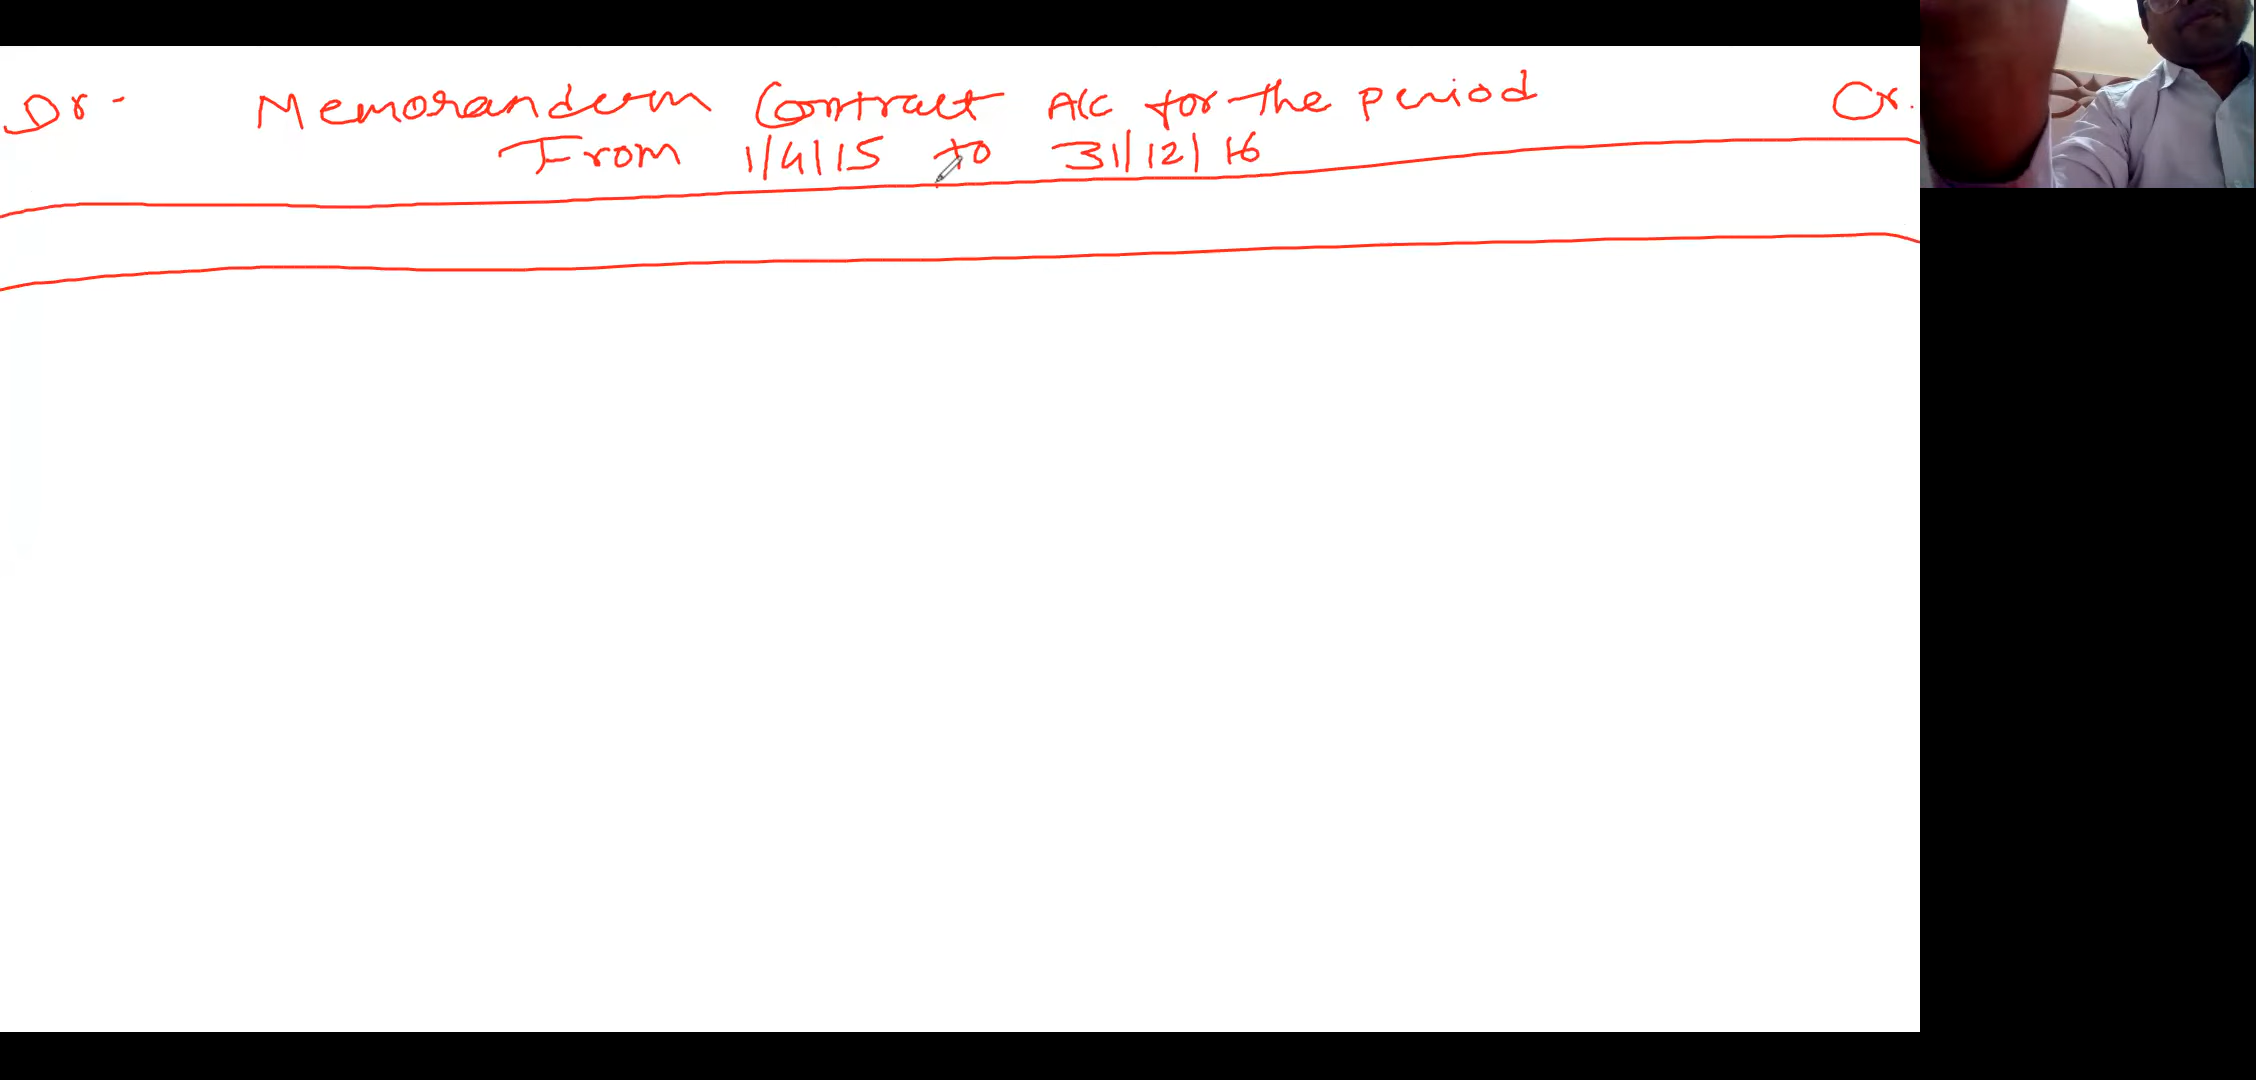 Dr. Memorandum Contract A/C for the period Cr.
From 1/4/15 to 31/12/16